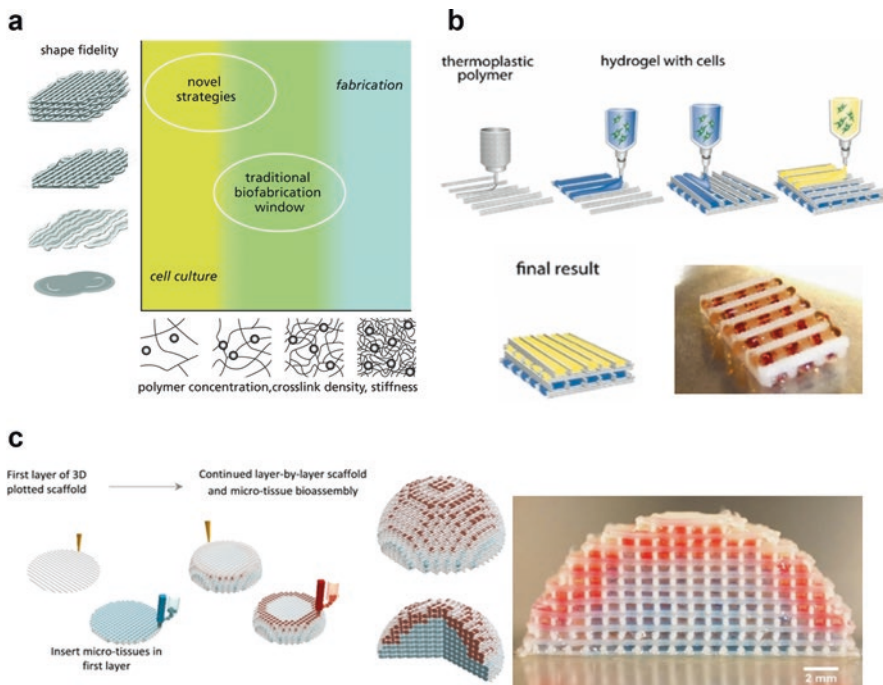 a
shape fidelity
novel
strategies
fabrication
traditional
biofabrication
window
cell culture
polymer concentration,crosslink density, stiffness
b
thermoplastic
polymer
hydrogel with cells
final result
c
First layer of 3D
plotted scaffold
Continued layer-by-layer scaffold
and micro-tissue bioassembly
Insert micro-tissues in
first layer
2 mm